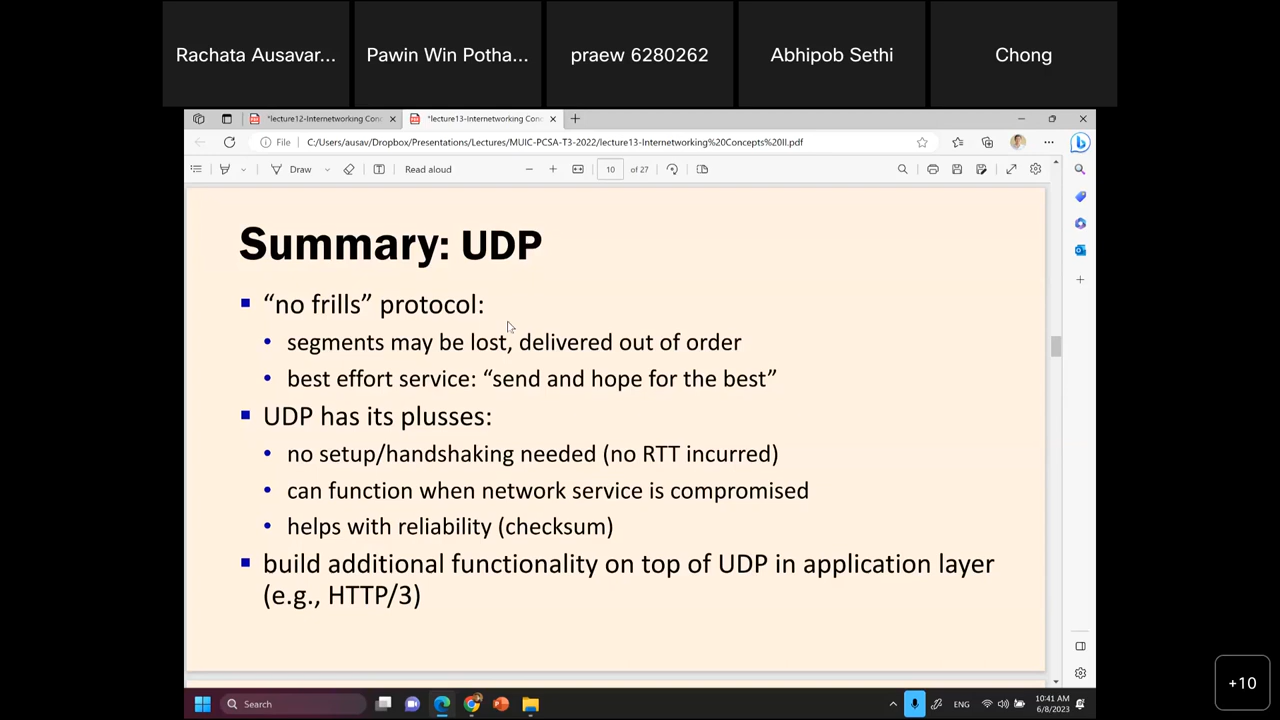 Rachata Ausavar...
Pawin Win Potha...
praew 6280262
Abhipob Sethi
Chong
*lecture12-Internetworking Conc
*lecture13-Internetworking Conc
File
C:/Users/ausav/Dropbox/Presentations/Lectures/MUIC-PCSA-T3-2022/lecture13-Internetworking%20Concepts%20II.pdf
Draw
Read aloud
10
of 27
Summary: UDP
“no frills” protocol:
segments may be lost, delivered out of order
best effort service: “send and hope for the best”
UDP has its plusses:
no setup/handshaking needed (no RTT incurred)
can function when network service is compromised
helps with reliability (checksum)
build additional functionality on top of UDP in application layer
(e.g., HTTP/3)
+10
Search
ENG
10:41 AM
6/8/2023